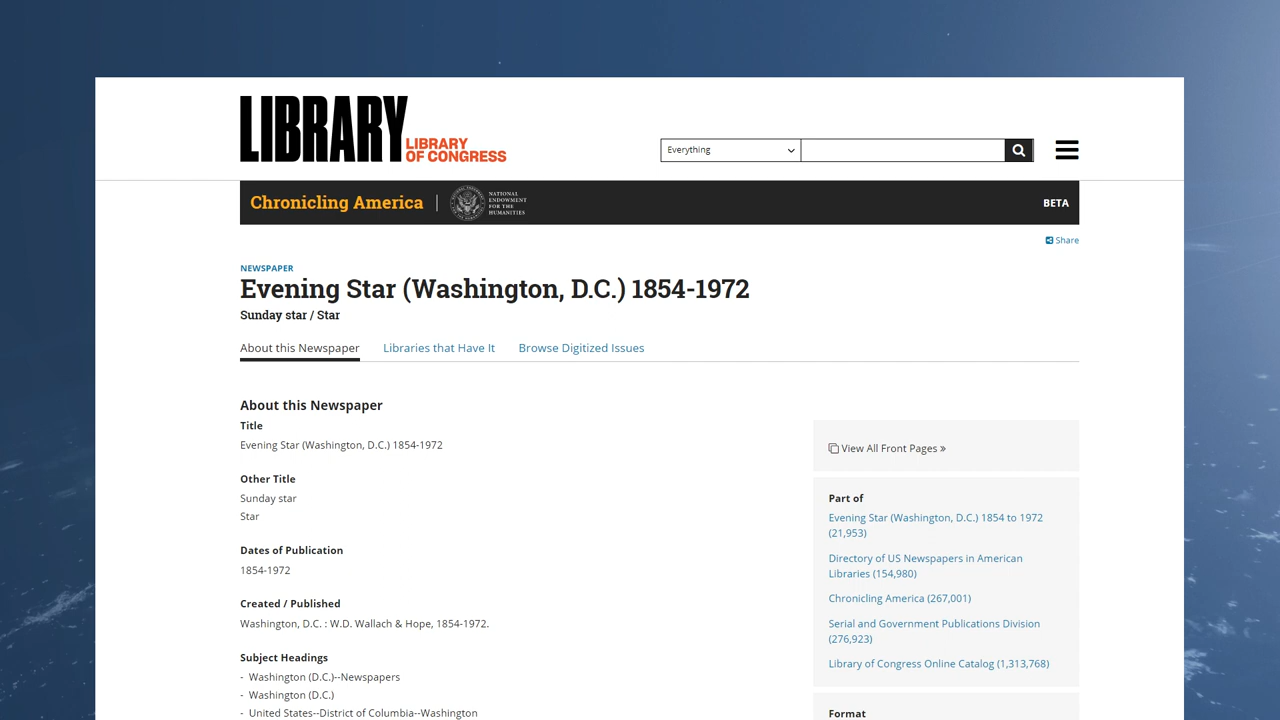 LIBRARY
LIBRARY
OF CONGRESS
Everything
Chronicling America
NATIONAL
ENDOWMENT
FOR THE
HUMANITIES
BETA
Share
NEWSPAPER
Evening Star (Washington, D.C.) 1854-1972
Sunday star / Star
About this Newspaper
Libraries that Have It
Browse Digitized Issues
About this Newspaper
Title
Evening Star (Washington, D.C.) 1854-1972
Other Title
Sunday star
Star
Dates of Publication
1854-1972
Created / Published
Washington, D.C. : W.D. Wallach & Hope, 1854-1972.
Subject Headings
- Washington (D.C.)--Newspapers
- Washington (D.C.)
- United States--District of Columbia--Washington
View All Front Pages »
Part of
Evening Star (Washington, D.C.) 1854 to 1972
(21,953)
Directory of US Newspapers in American
Libraries (154,980)
Chronicling America (267,001)
Serial and Government Publications Division
(276,923)
Library of Congress Online Catalog (1,313,768)
Format